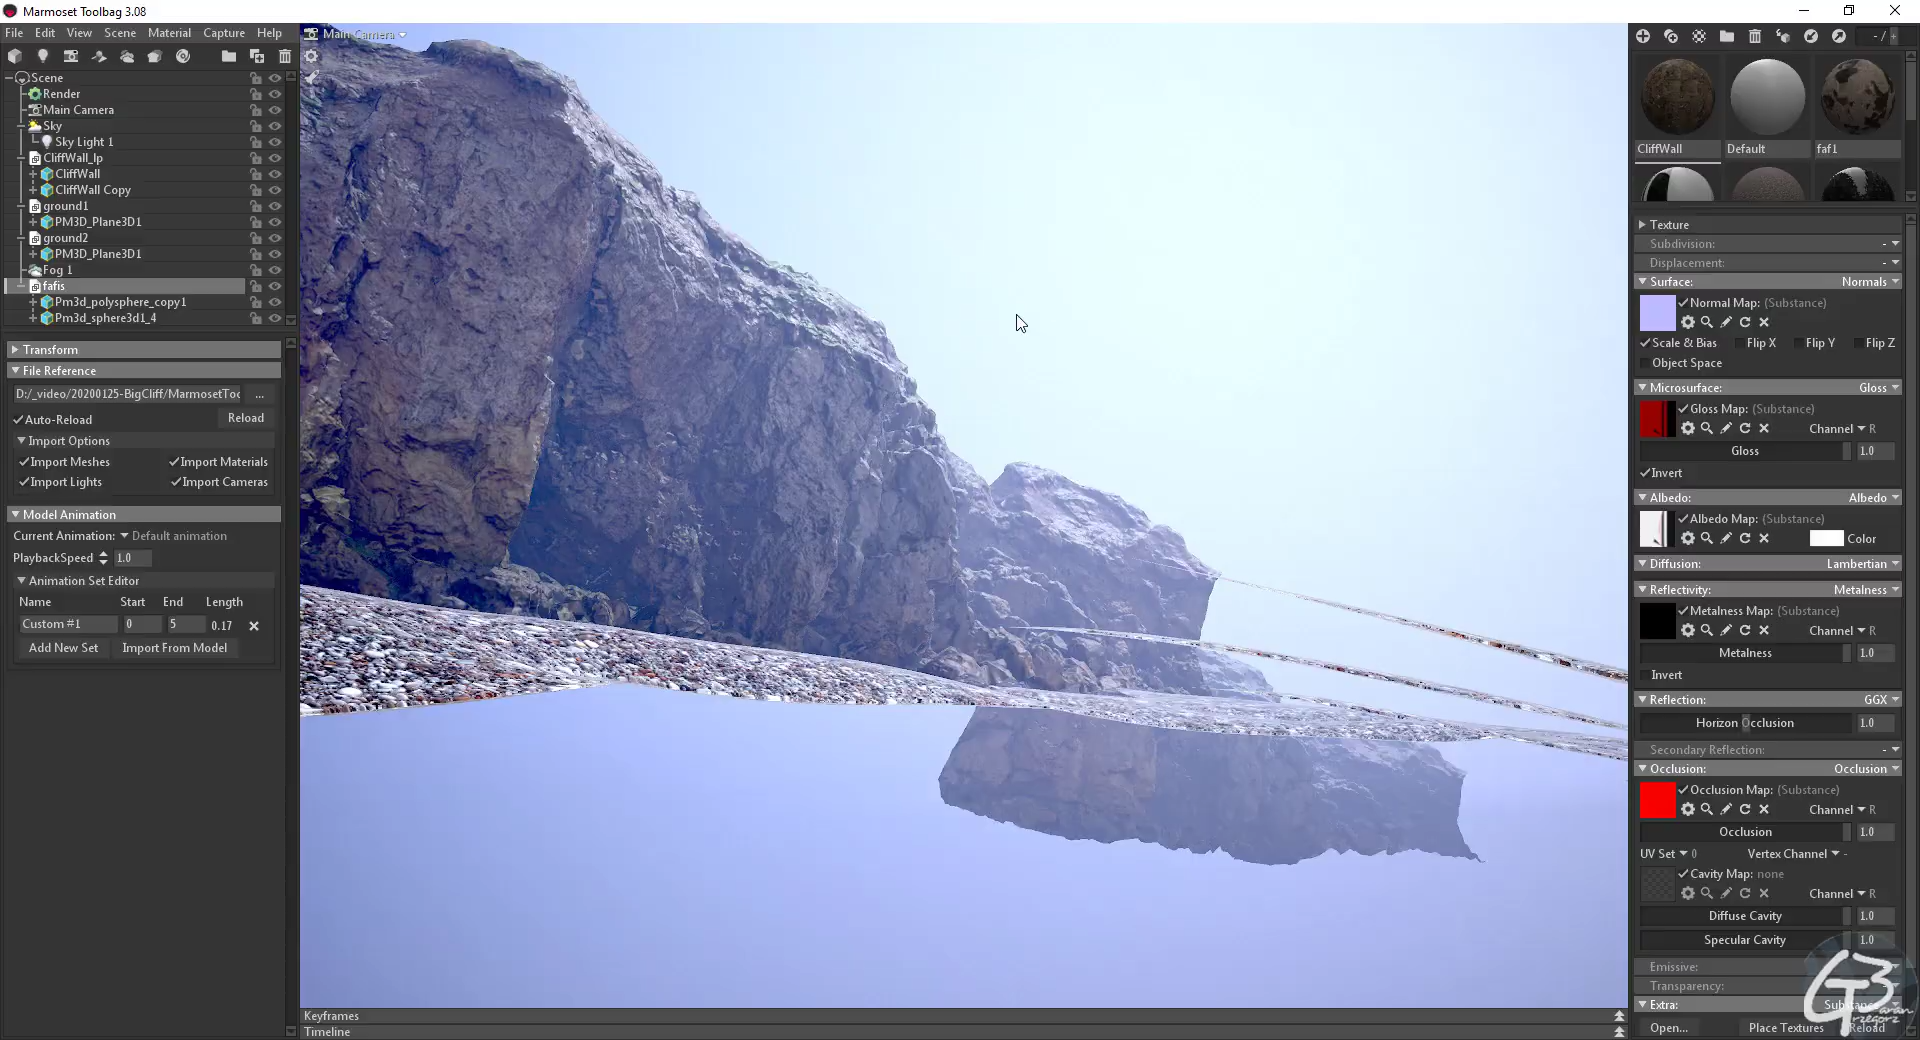 Marmoset Toolbag 3.08
File Edit View Scene Material Capture Help
Main Camera
Scene
Render
Main Camera
Sky
Sky Light 1
CliffWall_lp
CliffWall
CliffWall Copy
ground1
PM3D_Plane3D1
ground2
PM3D_Plane3D1
Fog 1
fafis
Pm3d_polysphere_copy1
Pm3d_sphere3d1_4
Transform
File Reference
D:/_video/20200125-BigCliff/MarmosetToo ...
Auto-Reload Reload
Import Options
Import Meshes Import Materials
Import Lights Import Cameras
Model Animation
Current Animation: Default animation
PlaybackSpeed 1.0
Animation Set Editor
Name Start End Length
Custom #1 0 5 0.17
Add New Set Import From Model
Keyframes
Timeline
- / +
CliffWall Default faf1
Texture
Subdivision: -
Displacement: -
Surface: Normals
Normal Map: (Substance)
Scale & Bias Flip X Flip Y Flip Z
Object Space
Microsurface: Gloss
Gloss Map: (Substance)
Channel R
Gloss 1.0
Invert
Albedo: Albedo
Albedo Map: (Substance)
Color
Diffusion: Lambertian
Reflectivity: Metalness
Metalness Map: (Substance)
Channel R
Metalness 1.0
Invert
Reflection: GGX
Horizon Occlusion 1.0
Secondary Reflection: -
Occlusion: Occlusion
Occlusion Map: (Substance)
Channel R
Occlusion 1.0
UV Set 0 Vertex Channel -
Cavity Map: none
Channel R
Diffuse Cavity 1.0
Specular Cavity 1.0
Emissive:
Transparency:
Extra: Substance
Open... Place Textures Reload